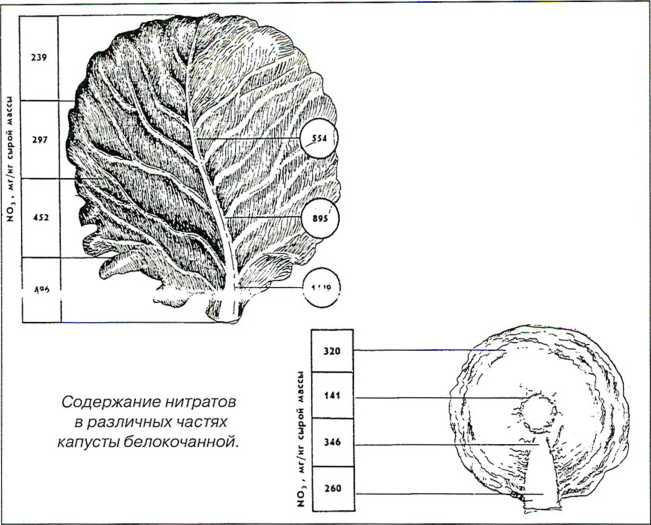 NO₃, мг/кг сырой массы
239
297
452
554
895
NO₃, мг/кг сырой массы
320
141
346
260
Содержание нитратов
в различных частях
капусты белокочанной.